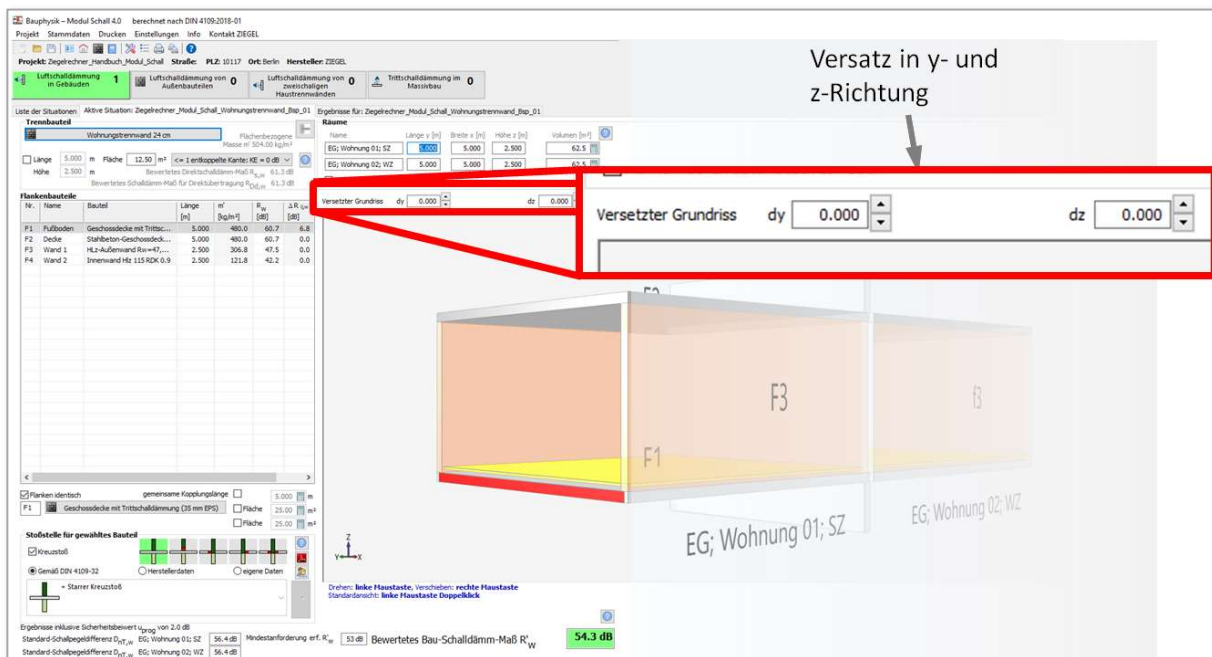 Bauphysik – Modul Schall 4.0 berechnet nach DIN 4109:2018-01
Projekt Stammdaten Drucken Einstellungen Info Kontakt ZIEGEL
Projekt: Ziegelrechner_Handbuch_Modul_Schall Straße: PLZ: 10117 Ort: Berlin Hersteller: ZIEGEL
Luftschalldämmung in Gebäuden 1
Luftschalldämmung von Außenbauteilen 0
Luftschalldämmung von zweischaligen Haustrennwänden 0
Trittschalldämmung im Massivbau 0
Versatz in y- und
z-Richtung
Liste der Situationen Aktive Situation: Ziegelrechner_Modul_Schall_Wohnungstrennwand_Bsp_01 Ergebnisse für: Ziegelrechner_Modul_Schall_Wohnungstrennwand_Bsp_01
Trennbauteil
Wohnungstrennwand 24 cm
Flächenbezogene
Masse m' 504.00 kg/m²
Länge 5.000 m Fläche 12.50 m² <= 1 entkoppelte Kante: KE = 0 dB
Höhe 2.500 m Bewertetes Direktschalldämm-Maß Rs,w 61.3 dB
Bewertetes Schalldämm-Maß für Direktübertragung RDd,w 61.3 dB
Räume
Name Länge y [m] Breite x [m] Höhe z [m] Volumen [m³]
EG; Wohnung 01; SZ 5.000 5.000 2.500 62.5
EG; Wohnung 02; WZ 5.000 5.000 2.500 62.5
Versetzter Grundriss dy 0.000 dz 0.000
Versetzter Grundriss dy 0.000 dz 0.000
Flankenbauteile
Nr. Name Bauteil Länge m' Rw
[m] [kg/m²] [dB] [dB]
F1 Fußboden Geschossdecke mit Trittsc... 5.000 480.0 60.7 6.8
F2 Decke Stahlbeton-Geschossdeck... 5.000 480.0 60.7 0.0
F3 Wand 1 HLz-Außenwand Rw=47,... 2.500 306.8 47.5 0.0
F4 Wand 2 Innenwand Hlz 115 RDK 0.9 2.500 121.8 42.2 0.0
F3
f3
F1
EG; Wohnung 01; SZ
EG; Wohnung 02; WZ
Flanken identisch gemeinsame Kopplungslänge 5.000 m
F1 Geschossdecke mit Trittschalldämmung (35 mm EPS) Fläche 25.00 m²
Fläche 25.00 m²
Stoßstelle für gewähltes Bauteil
Kreuzstoß
Gemäß DIN 4109-32 Herstellerdaten eigene Daten
+ Starrer Kreuzstoß
Z
Y X
Drehen: linke Maustaste, Verschieben: rechte Maustaste
Standardansicht: linke Maustaste Doppelklick
Ergebnisse inklusive Sicherheitsbeiwert uprog von 2.0 dB
Standard-Schallpegeldifferenz DnT,w EG; Wohnung 01; SZ 56.4 dB Mindestanforderung erf. R'w 53 dB Bewertetes Bau-Schalldämm-Maß R'W 54.3 dB
Standard-Schallpegeldifferenz DnT,w EG; Wohnung 02; WZ 56.4 dB